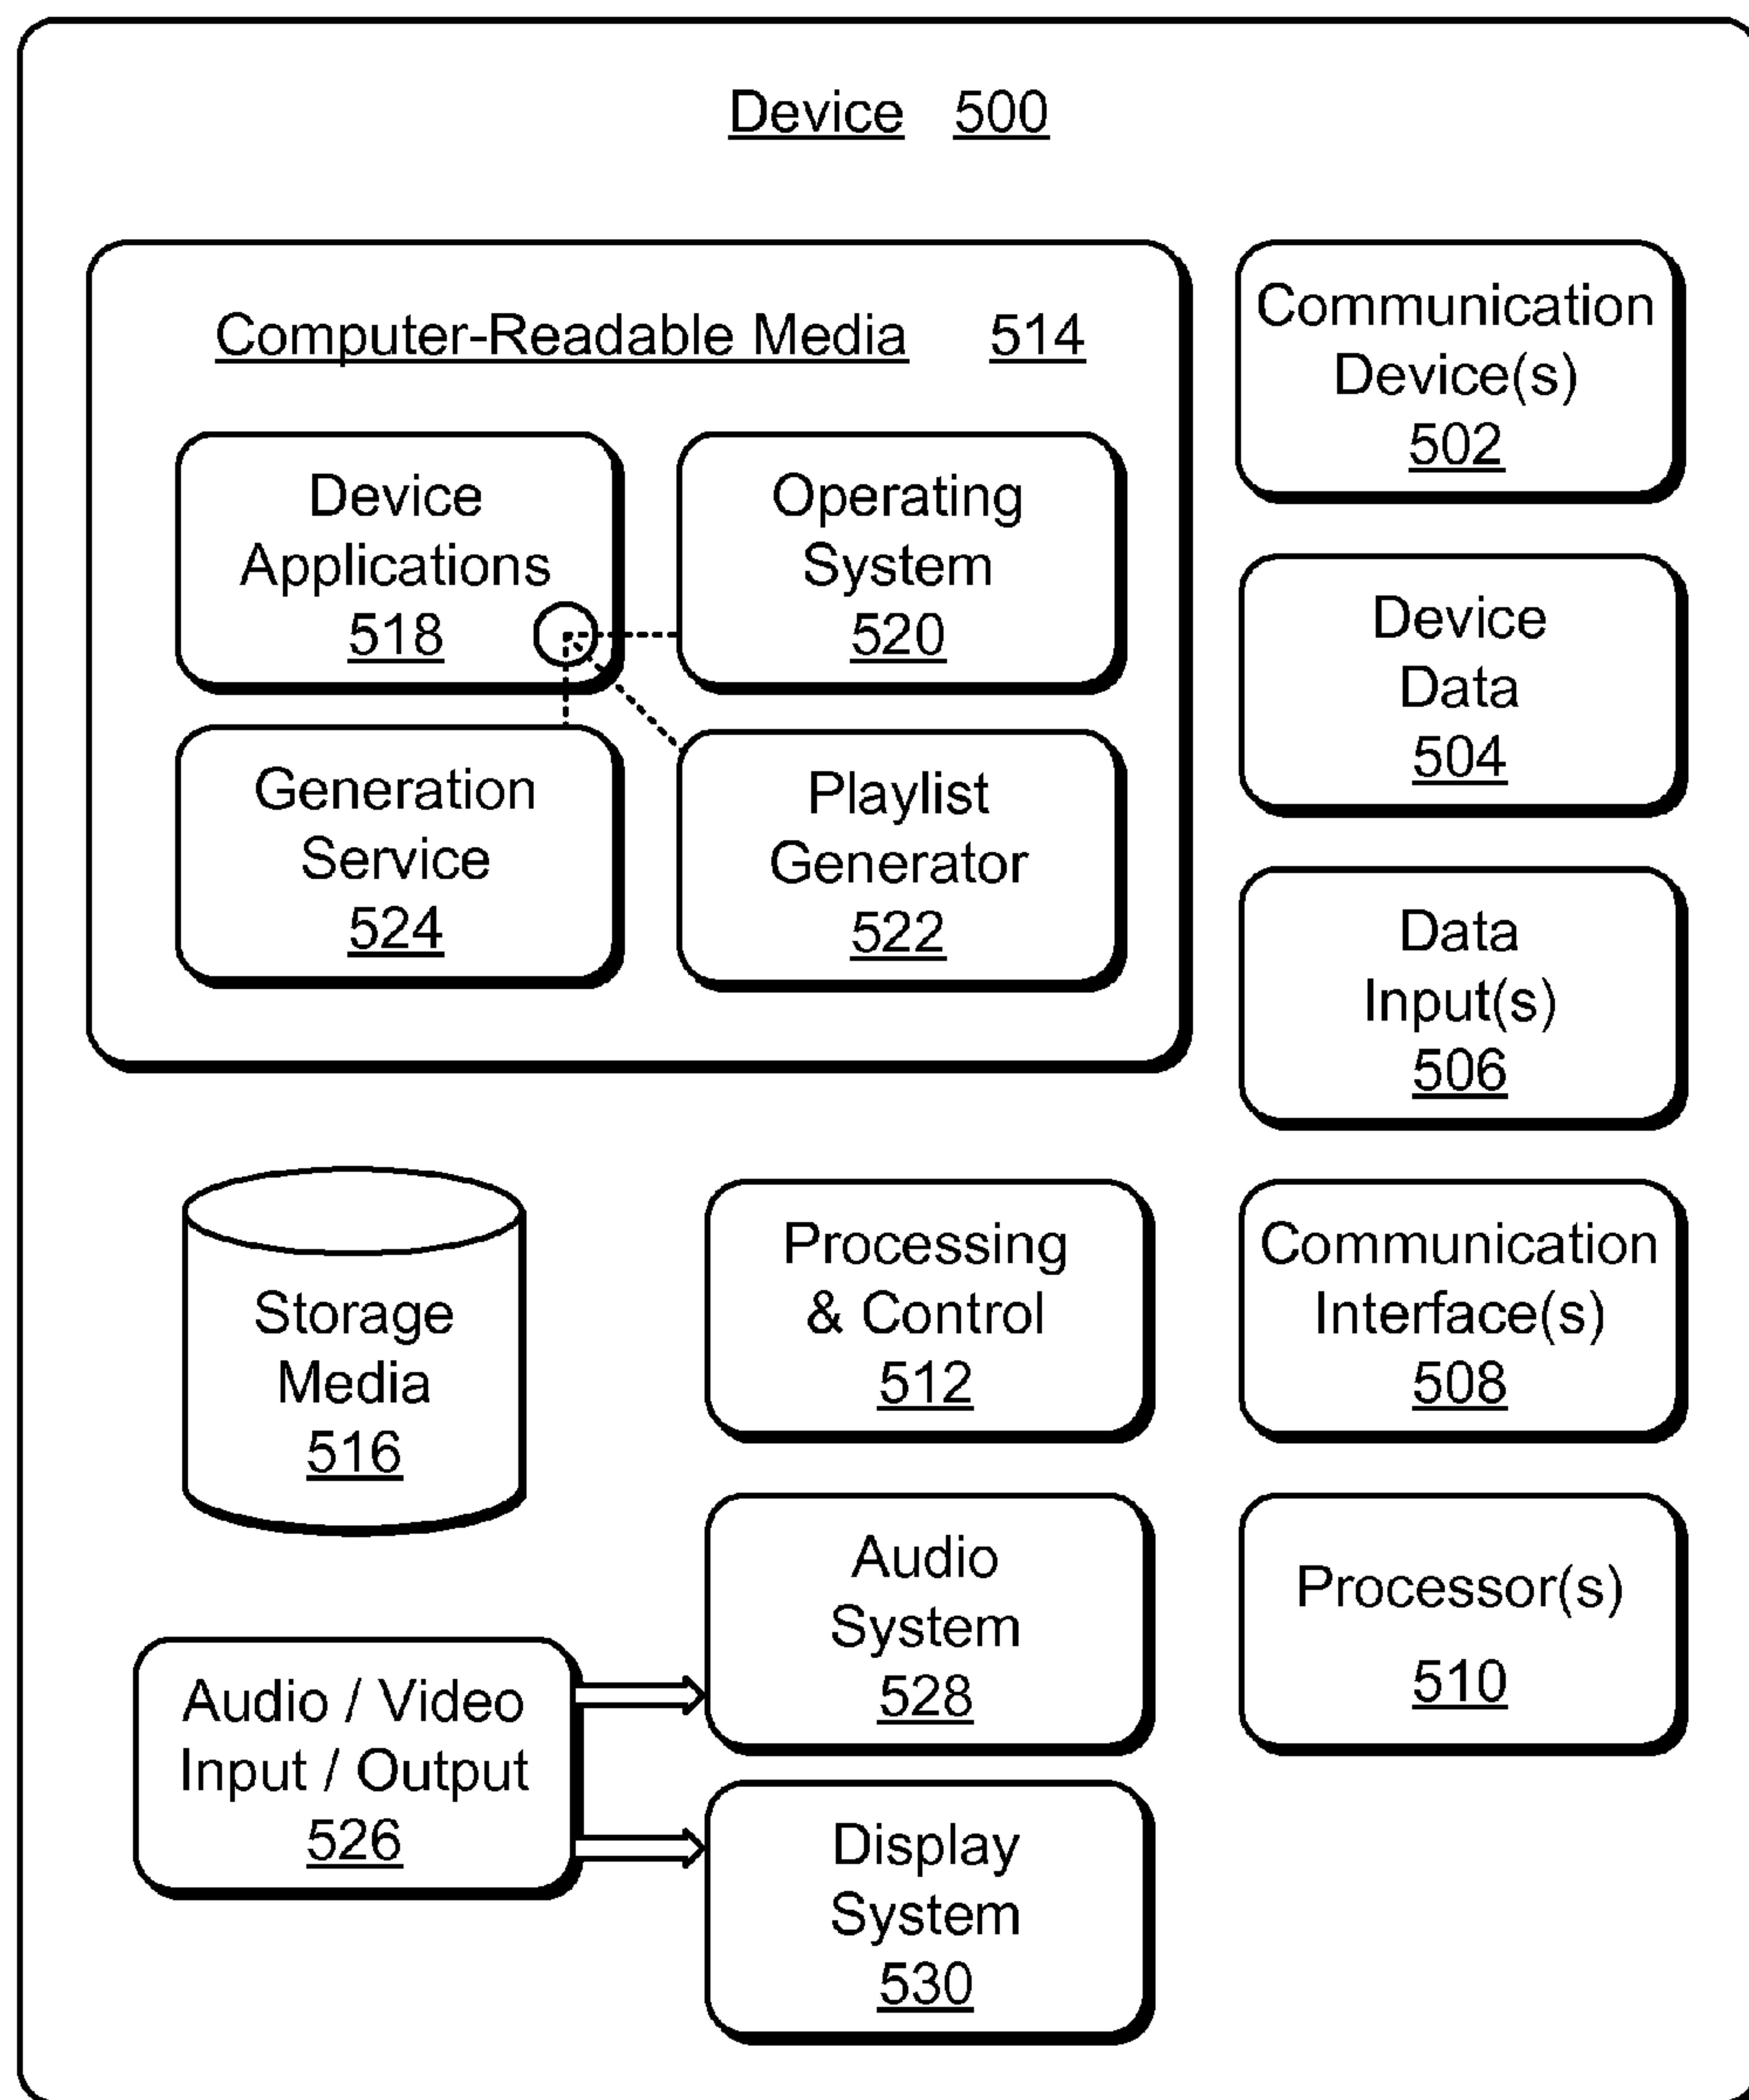 Device 500
Computer-Readable Media 514
Device
Applications
518
Operating
System
520
Generation
Service
524
Playlist
Generator
522
Communication
Device(s)
502
Device
Data
504
Data
Input(s)
506
Storage
Media
516
Processing
& Control
512
Communication
Interface(s)
508
Audio
System
528
Processor(s)
510
Audio / Video
Input / Output
526
Display
System
530